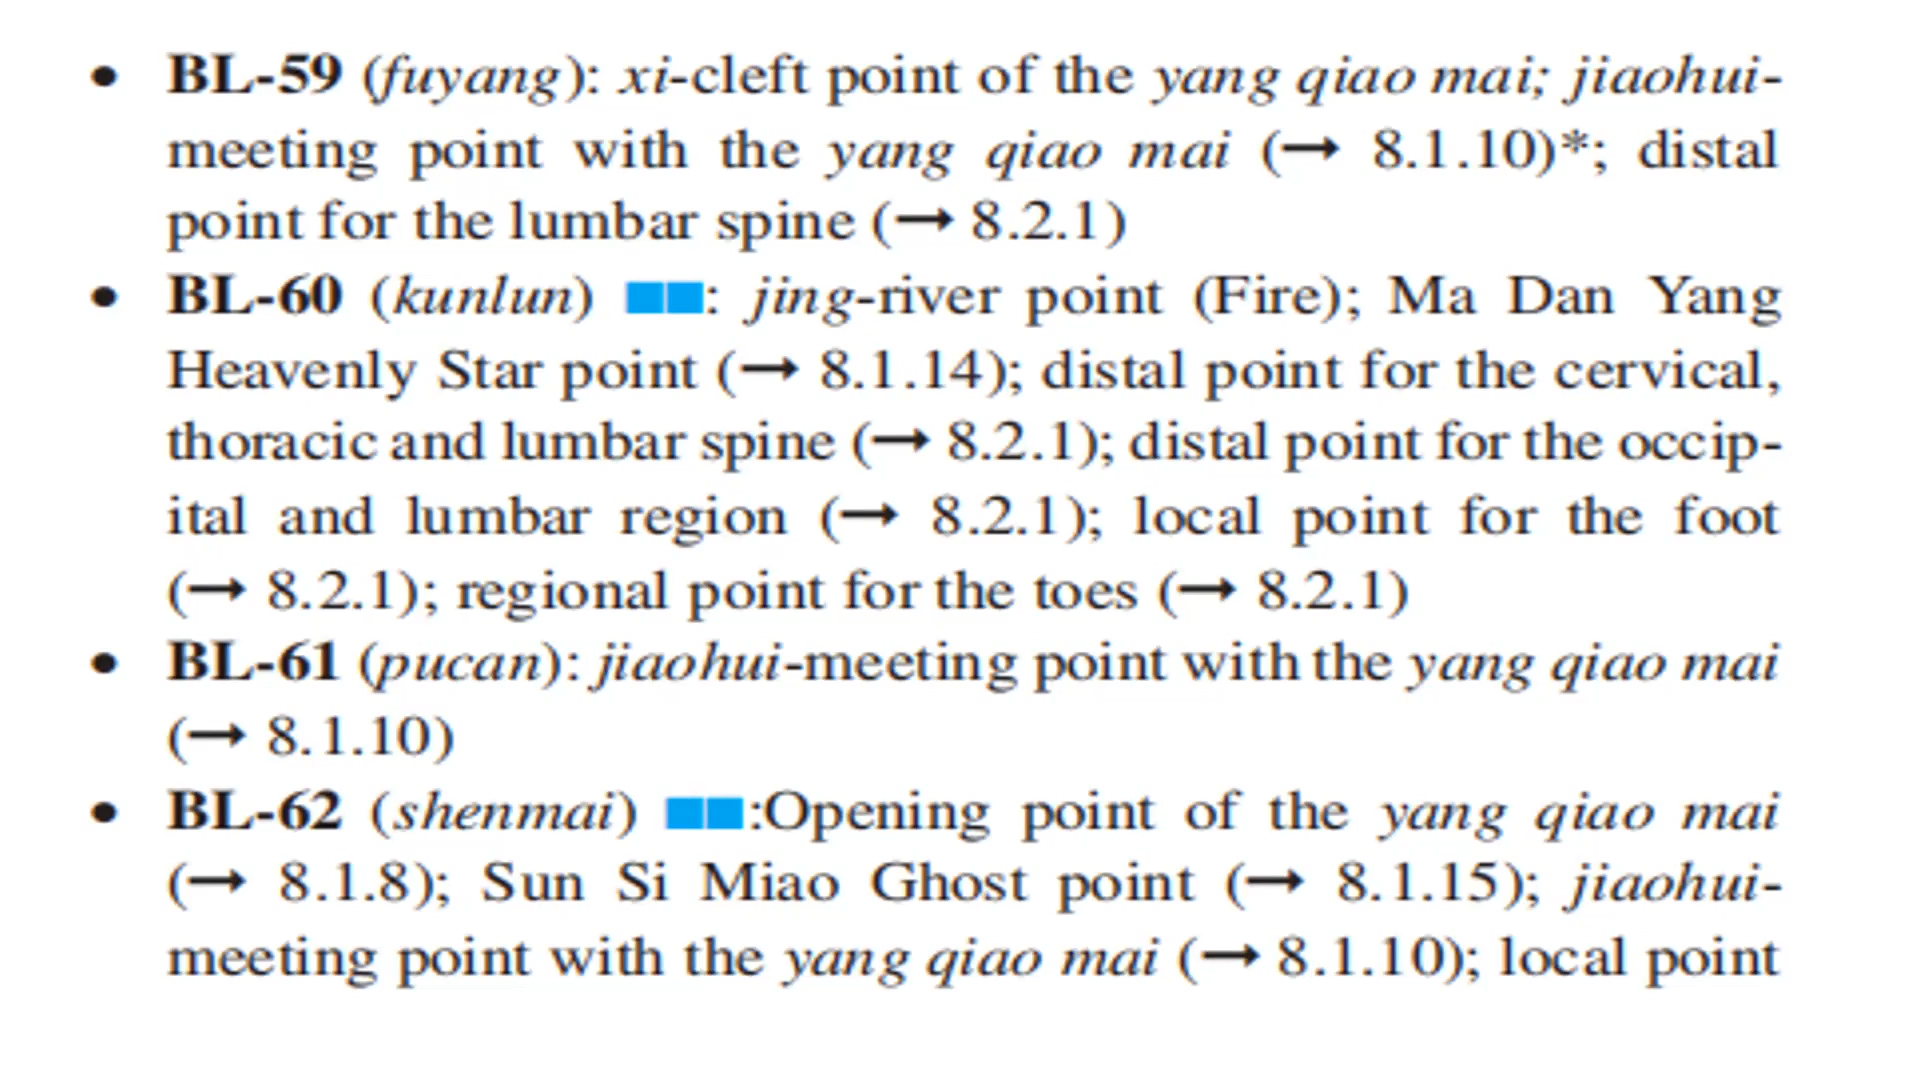 • BL-59 (fuyang): xi-cleft point of the yang qiao mai; jiaohui-
meeting point with the yang qiao mai (→ 8.1.10)*; distal
point for the lumbar spine (→ 8.2.1)
• BL-60 (kunlun) ■■: jing-river point (Fire); Ma Dan Yang
Heavenly Star point (→ 8.1.14); distal point for the cervical,
thoracic and lumbar spine (→ 8.2.1); distal point for the occip-
ital and lumbar region (→ 8.2.1); local point for the foot
(→ 8.2.1); regional point for the toes (→ 8.2.1)
• BL-61 (pucan): jiaohui-meeting point with the yang qiao mai
(→ 8.1.10)
• BL-62 (shenmai) ■■:Opening point of the yang qiao mai
(→ 8.1.8); Sun Si Miao Ghost point (→ 8.1.15); jiaohui-
meeting point with the yang qiao mai (→ 8.1.10); local point